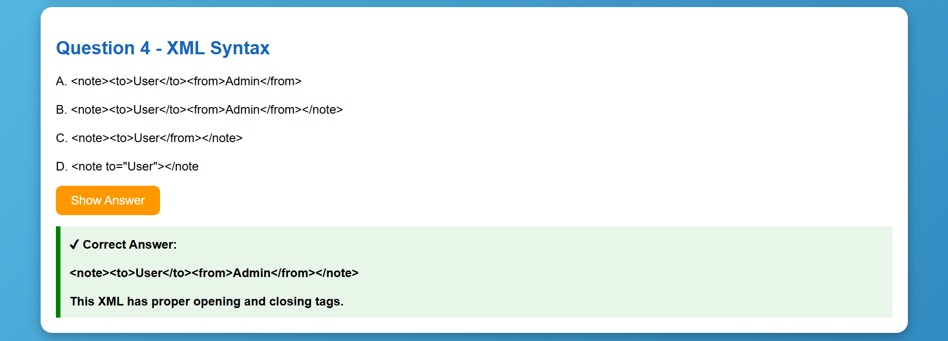 Question 4 - XML Syntax
A. <note><to>User</to><from>Admin</from>
B. <note><to>User</to><from>Admin</from></note>
C. <note><to>User</from></note>
D. <note to="User"></note
Show Answer
✔ Correct Answer:
<note><to>User</to><from>Admin</from></note>
This XML has proper opening and closing tags.